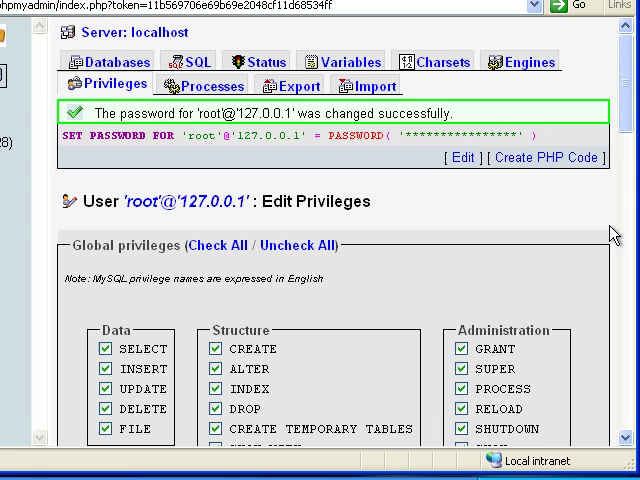 phpmyadmin/index.php?token=11b569706e69b69e2048cf11d68534ff
Go
Links
Server: localhost
Databases SQL Status Variables Charsets Engines
Privileges Processes Export Import
The password for 'root'@'127.0.0.1' was changed successfully.
SET PASSWORD FOR 'root'@'127.0.0.1' = PASSWORD( '****************' )
[ Edit ] [ Create PHP Code ]
28)
User 'root'@'127.0.0.1' : Edit Privileges
Global privileges (Check All / Uncheck All)
Note: MySQL privilege names are expressed in English
Data
SELECT
INSERT
UPDATE
DELETE
FILE
Structure
CREATE
ALTER
INDEX
DROP
CREATE TEMPORARY TABLES
Administration
GRANT
SUPER
PROCESS
RELOAD
SHUTDOWN
Local intranet